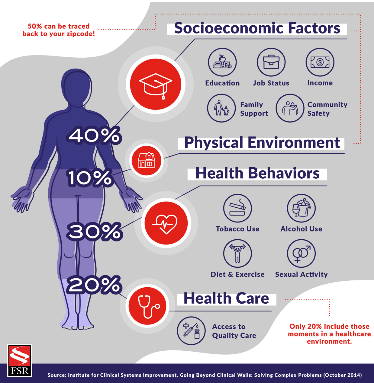 50% can be traced
back to your zipcode!
Socioeconomic Factors
Education
Job Status
Income
Family
Support
Community
Safety
40%
Physical Environment
10%
Health Behaviors
Tobacco Use
Alcohol Use
30%
Diet & Exercise
Sexual Activity
20%
Health Care
Access to
Quality Care
Only 20% include those
moments in a healthcare
environment.
FSR
Source: Institute for Clinical Systems Improvement, Going Beyond Clinical Walls: Solving Complex Problems (October 2014)